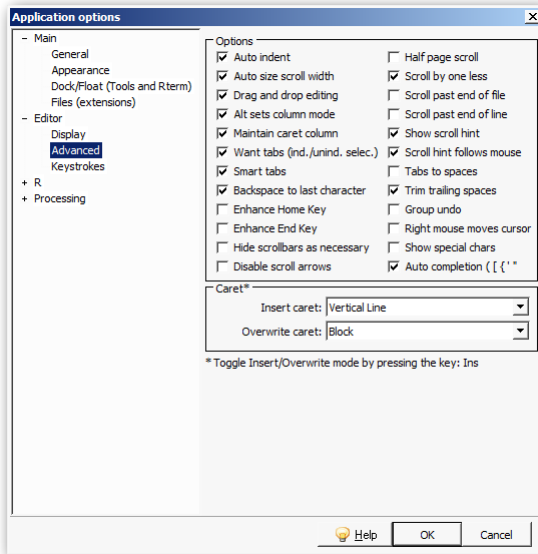 Application options
- Main
General
Appearance
Dock/Float (Tools and Rterm)
Files (extensions)
- Editor
Display
Advanced
Keystrokes
+ R
+ Processing
Options
Auto indent
Auto size scroll width
Drag and drop editing
Alt sets column mode
Maintain caret column
Want tabs (ind./unind. selec.)
Smart tabs
Backspace to last character
Enhance Home Key
Enhance End Key
Hide scrollbars as necessary
Disable scroll arrows
Half page scroll
Scroll by one less
Scroll past end of file
Scroll past end of line
Show scroll hint
Scroll hint follows mouse
Tabs to spaces
Trim trailing spaces
Group undo
Right mouse moves cursor
Show special chars
Auto completion ( [ {' "
Caret*
Insert caret: Vertical Line
Overwrite caret: Block
* Toggle Insert/Overwrite mode by pressing the key: Ins
Help
OK
Cancel